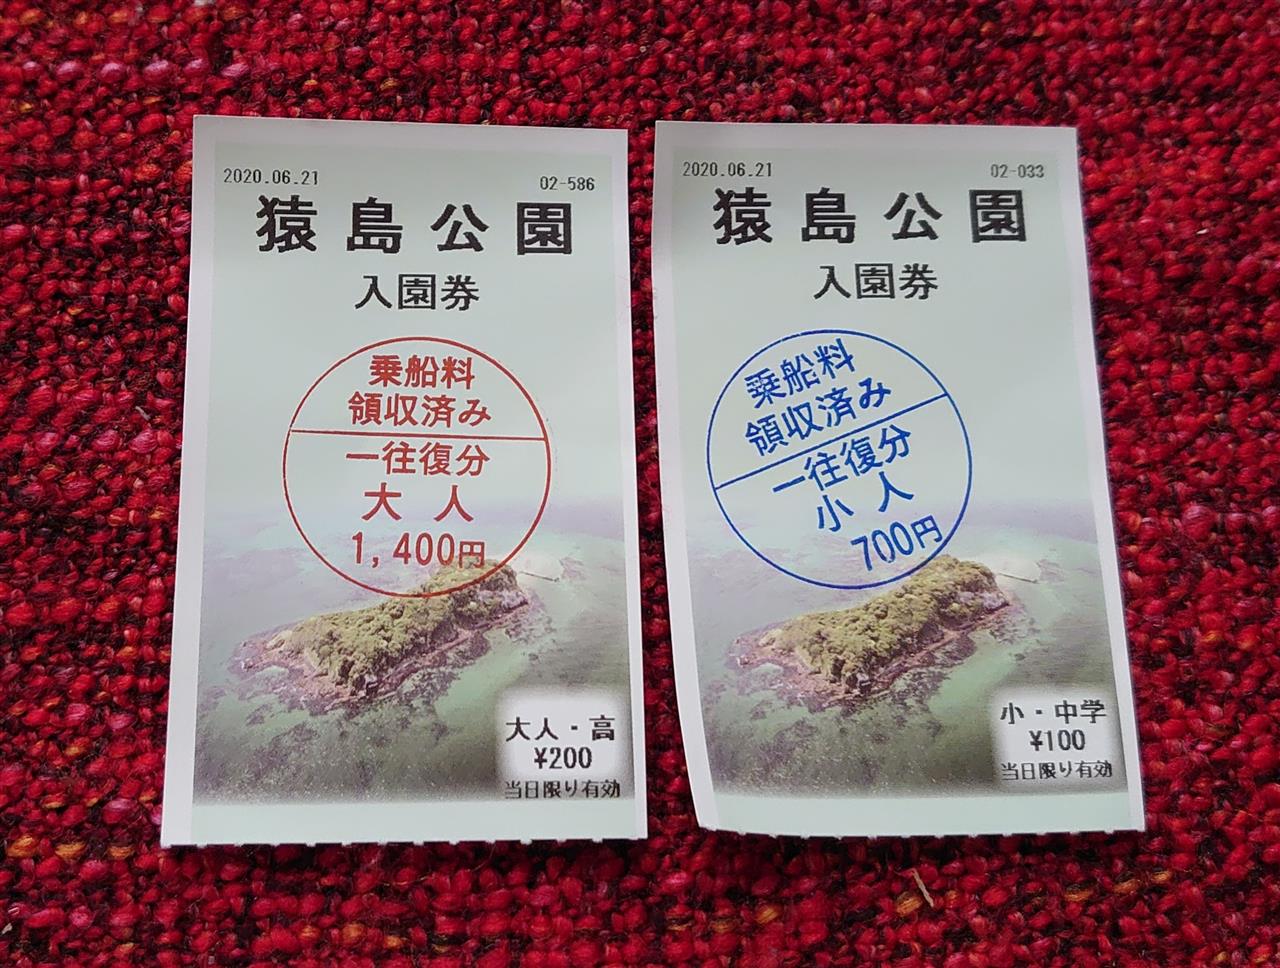 2020.06.21
02-586
猿島公園
入園券
乗船料
領収済み
一往復分
大人
1,400円
大人・高
¥200
当日限り有効
2020.06.21
02-033
猿島公園
入園券
乗船料
領収済み
一往復分
小人
700円
小・中学
¥100
当日限り有効